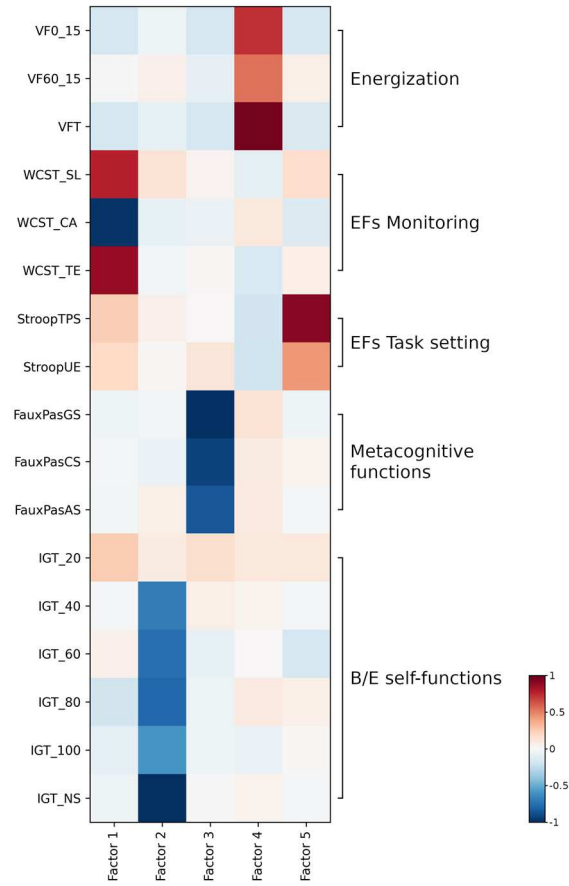 VF0_15
VF60_15
VFT
Energization
WCST_SL
WCST_CA
WCST_TE
EFs Monitoring
StroopTPS
StroopUE
EFs Task setting
FauxPasGS
FauxPasCS
FauxPasAS
Metacognitive
functions
IGT_20
IGT_40
IGT_60
IGT_80
IGT_100
IGT_NS
B/E self-functions
1
0.5
0
-0.5
-1
Factor 1
Factor 2
Factor 3
Factor 4
Factor 5